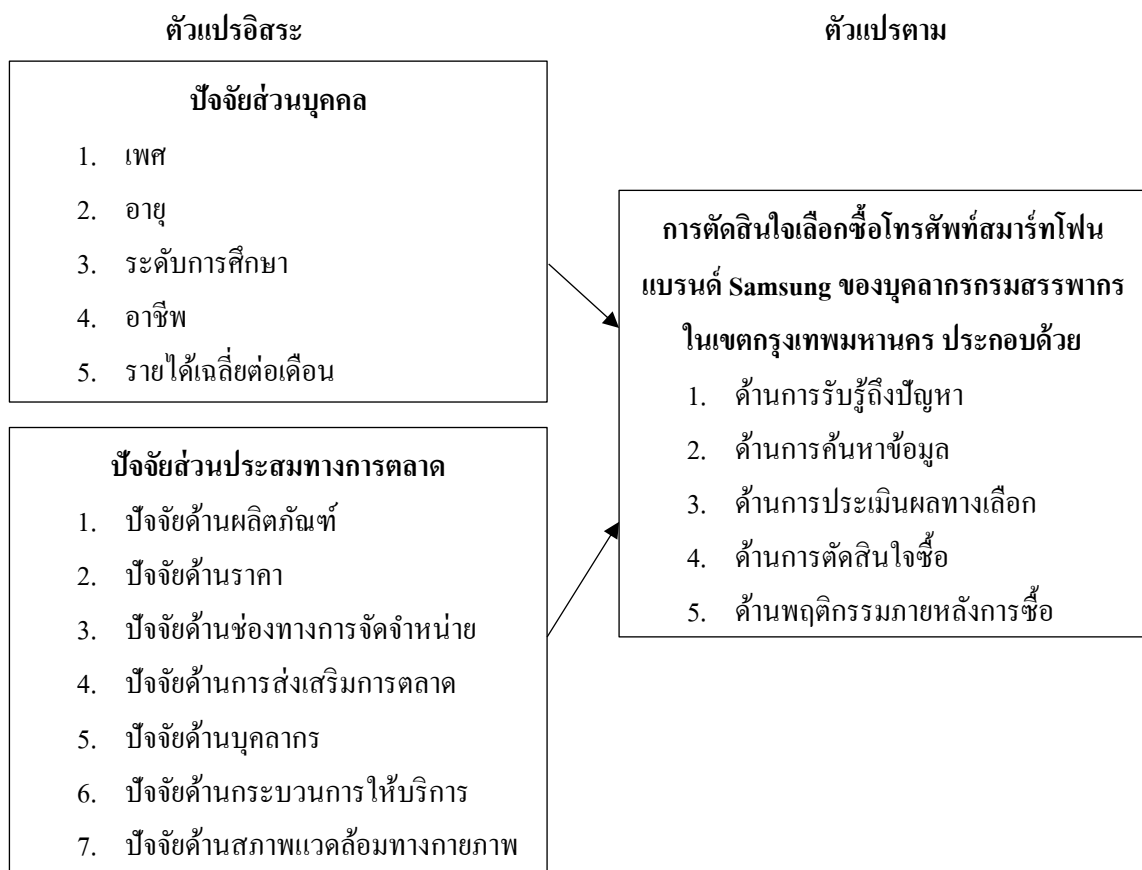 ตัวแปรอิสระ
ตัวแปรตาม
ปัจจัยส่วนบุคคล
1. เพศ
2. อายุ
3. ระดับการศึกษา
4. อาชีพ
5. รายได้เฉลี่ยต่อเดือน
ปัจจัยส่วนประสมทางการตลาด
1. ปัจจัยด้านผลิตภัณฑ์
2. ปัจจัยด้านราคา
3. ปัจจัยด้านช่องทางการจัดจำหน่าย
4. ปัจจัยด้านการส่งเสริมการตลาด
5. ปัจจัยด้านบุคลากร
6. ปัจจัยด้านกระบวนการให้บริการ
7. ปัจจัยด้านสภาพแวดล้อมทางกายภาพ
การตัดสินใจเลือกซื้อโทรศัพท์สมาร์ทโฟน
แบรนด์ Samsung ของบุคลากรกรมสรรพากร
ในเขตกรุงเทพมหานคร ประกอบด้วย
1. ด้านการรับรู้ถึงปัญหา
2. ด้านการค้นหาข้อมูล
3. ด้านการประเมินผลทางเลือก
4. ด้านการตัดสินใจซื้อ
5. ด้านพฤติกรรมภายหลังการซื้อ